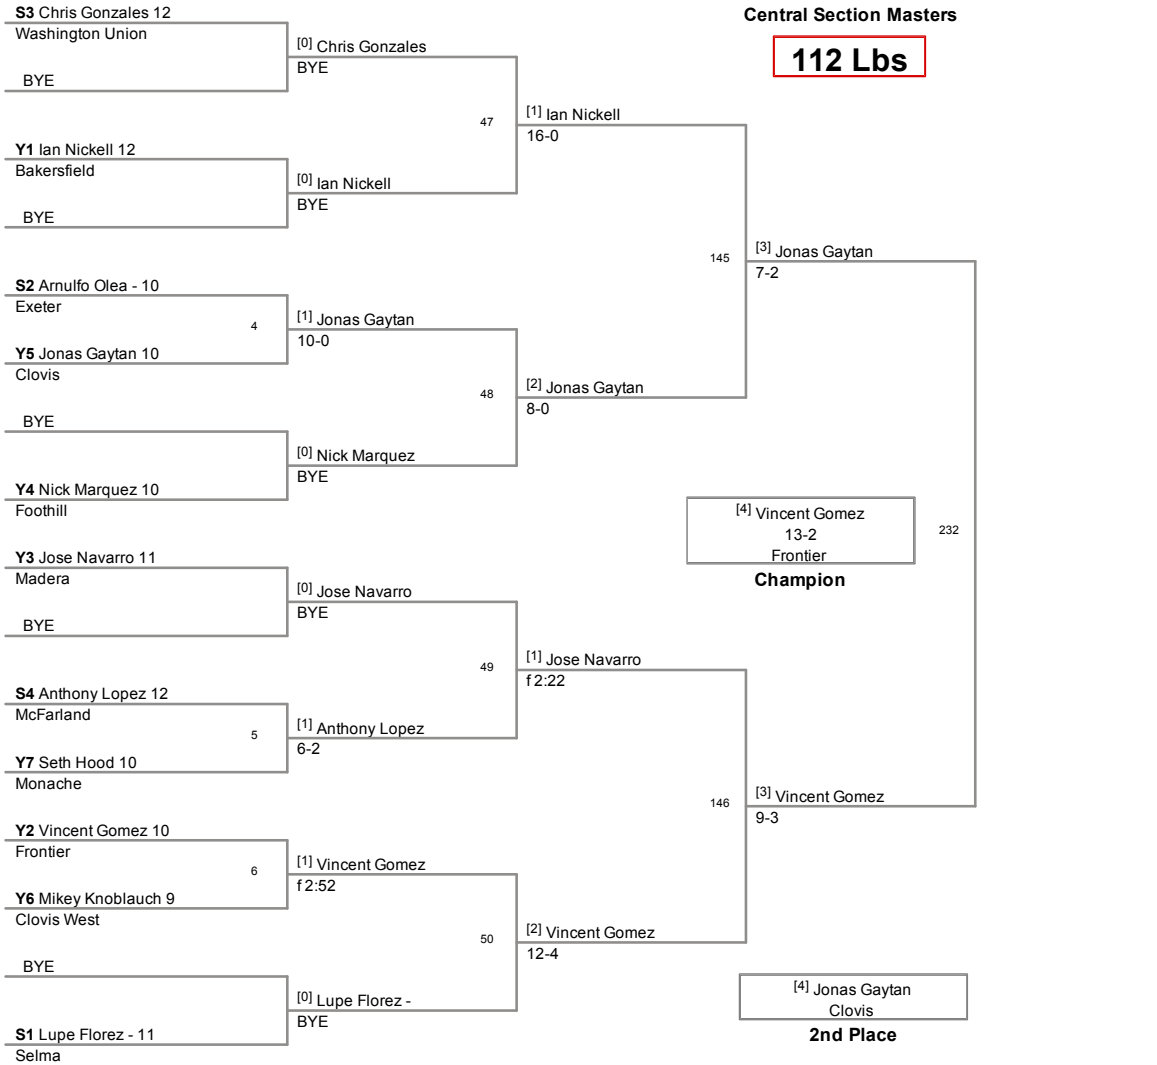 S3 Chris Gonzales 12
Washington Union
BYE
Y1 Ian Nickell 12
Bakersfield
BYE
S2 Arnulfo Olea - 10
Exeter
4
Y5 Jonas Gaytan 10
Clovis
BYE
Y4 Nick Marquez 10
Foothill
Y3 Jose Navarro 11
Madera
BYE
S4 Anthony Lopez 12
McFarland
5
Y7 Seth Hood 10
Monache
Y2 Vincent Gomez 10
Frontier
6
Y6 Mikey Knoblauch 9
Clovis West
BYE
S1 Lupe Florez - 11
Selma
[0] Chris Gonzales
BYE
47
[0] Ian Nickell
BYE
[1] Jonas Gaytan
10-0
48
[0] Nick Marquez
BYE
[0] Jose Navarro
BYE
49
[1] Anthony Lopez
6-2
[1] Vincent Gomez
f 2:52
50
[0] Lupe Florez -
BYE
[1] Ian Nickell
16-0
145
[2] Jonas Gaytan
8-0
[1] Jose Navarro
f 2:22
146
[2] Vincent Gomez
12-4
Central Section Masters
112 Lbs
[3] Jonas Gaytan
7-2
232
[3] Vincent Gomez
9-3
[4] Vincent Gomez
13-2
Frontier
Champion
[4] Jonas Gaytan
Clovis
2nd Place